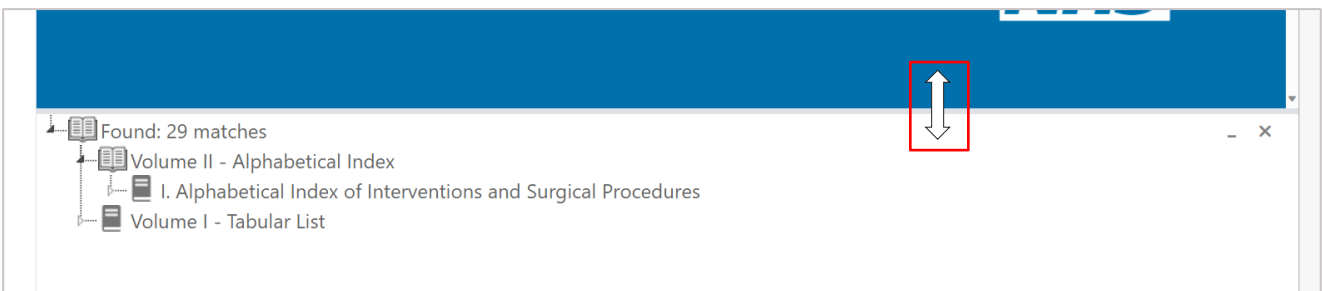 Found: 29 matches
Volume II - Alphabetical Index
I. Alphabetical Index of Interventions and Surgical Procedures
Volume I - Tabular List